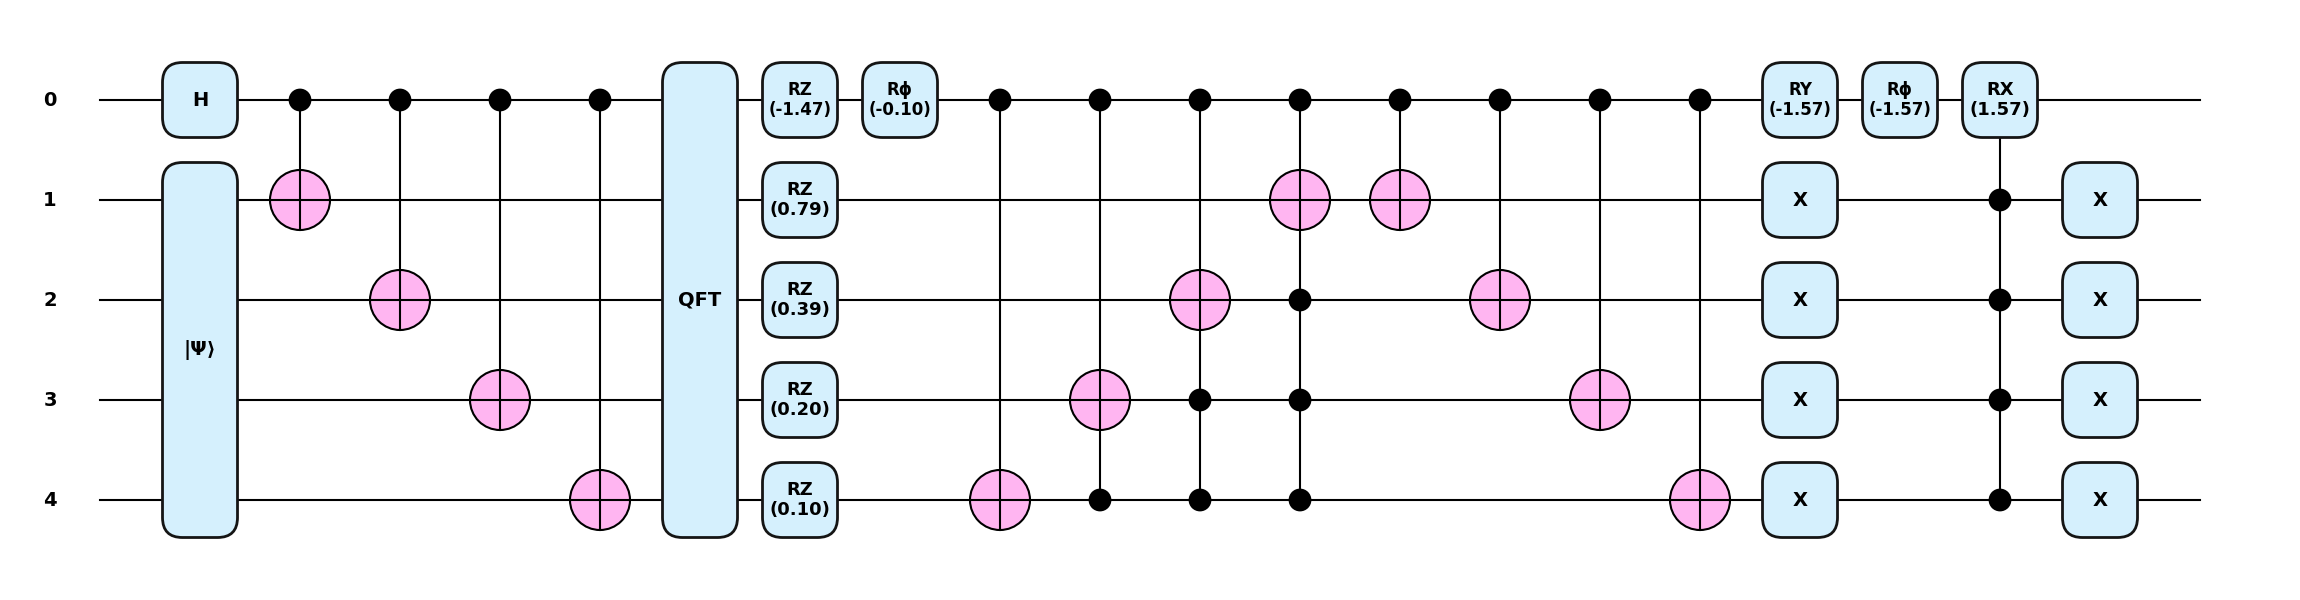 0 H RZ (-1.47) Rϕ (-0.10) RY (-1.57) Rϕ (-1.57) RX (1.57)
1 RZ (0.79) X X
2 QFT RZ (0.39) X X
|Ψ⟩
3 RZ (0.20) X X
4 RZ (0.10) X X